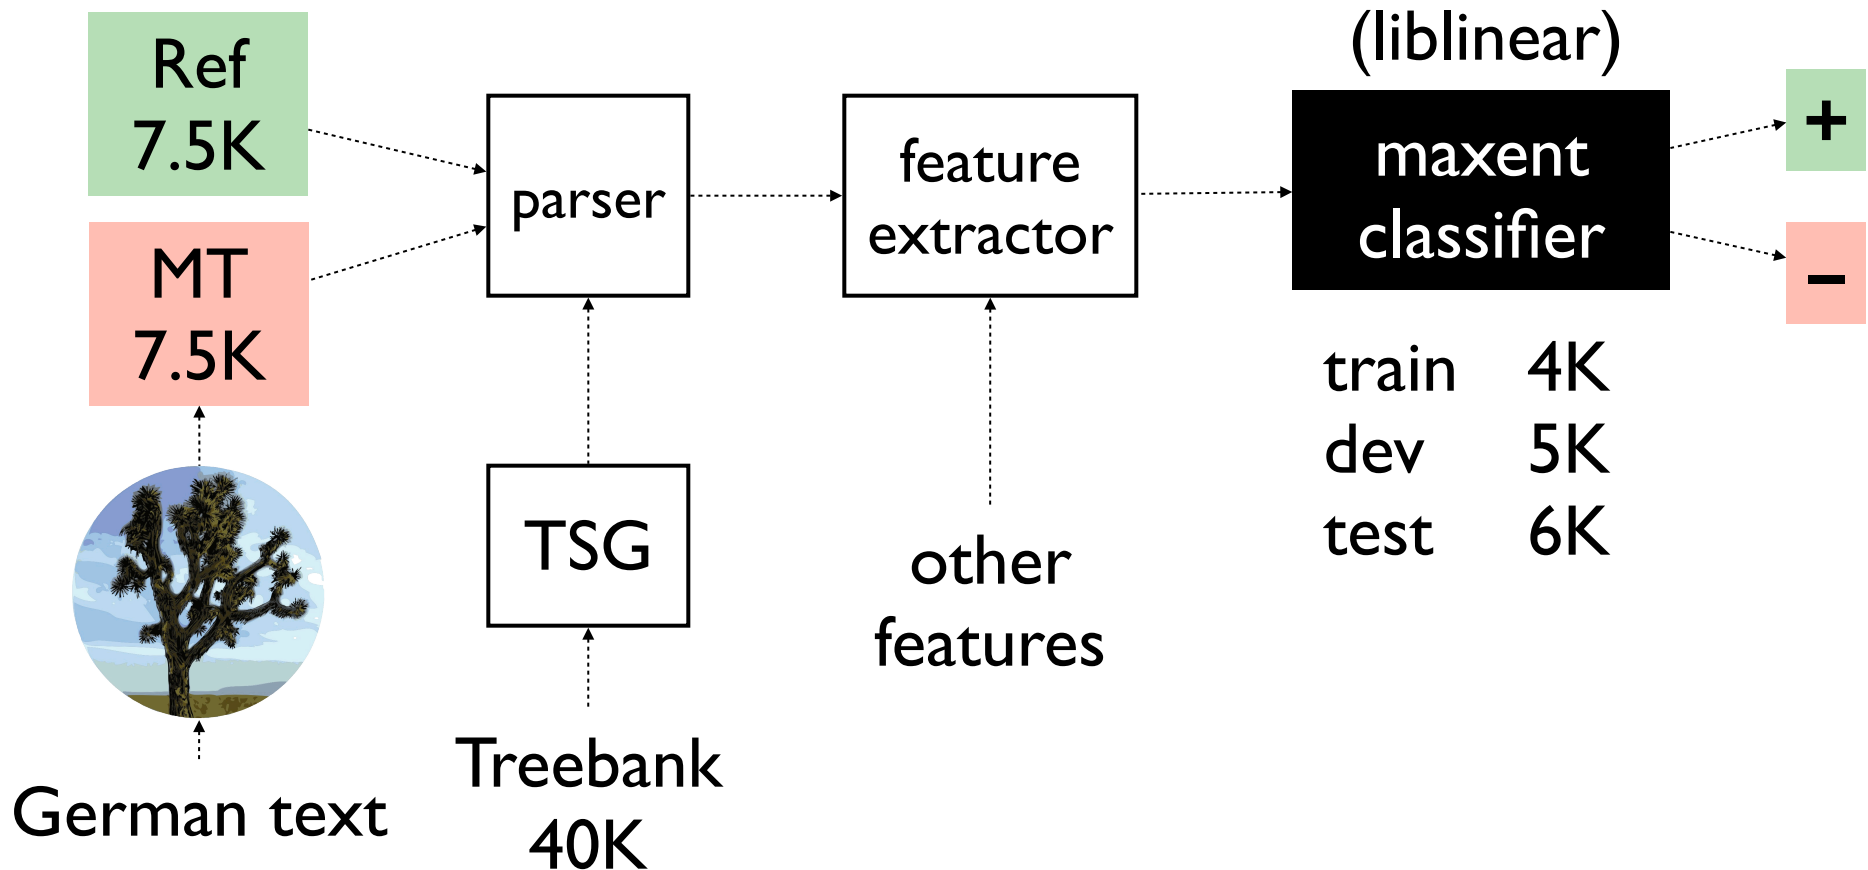 Ref
7.5K
MT
7.5K
German text
parser
TSG
Treebank
40K
feature
extractor
other
features
(liblinear)
maxent
classifier
train 4K
dev 5K
test 6K
+
–